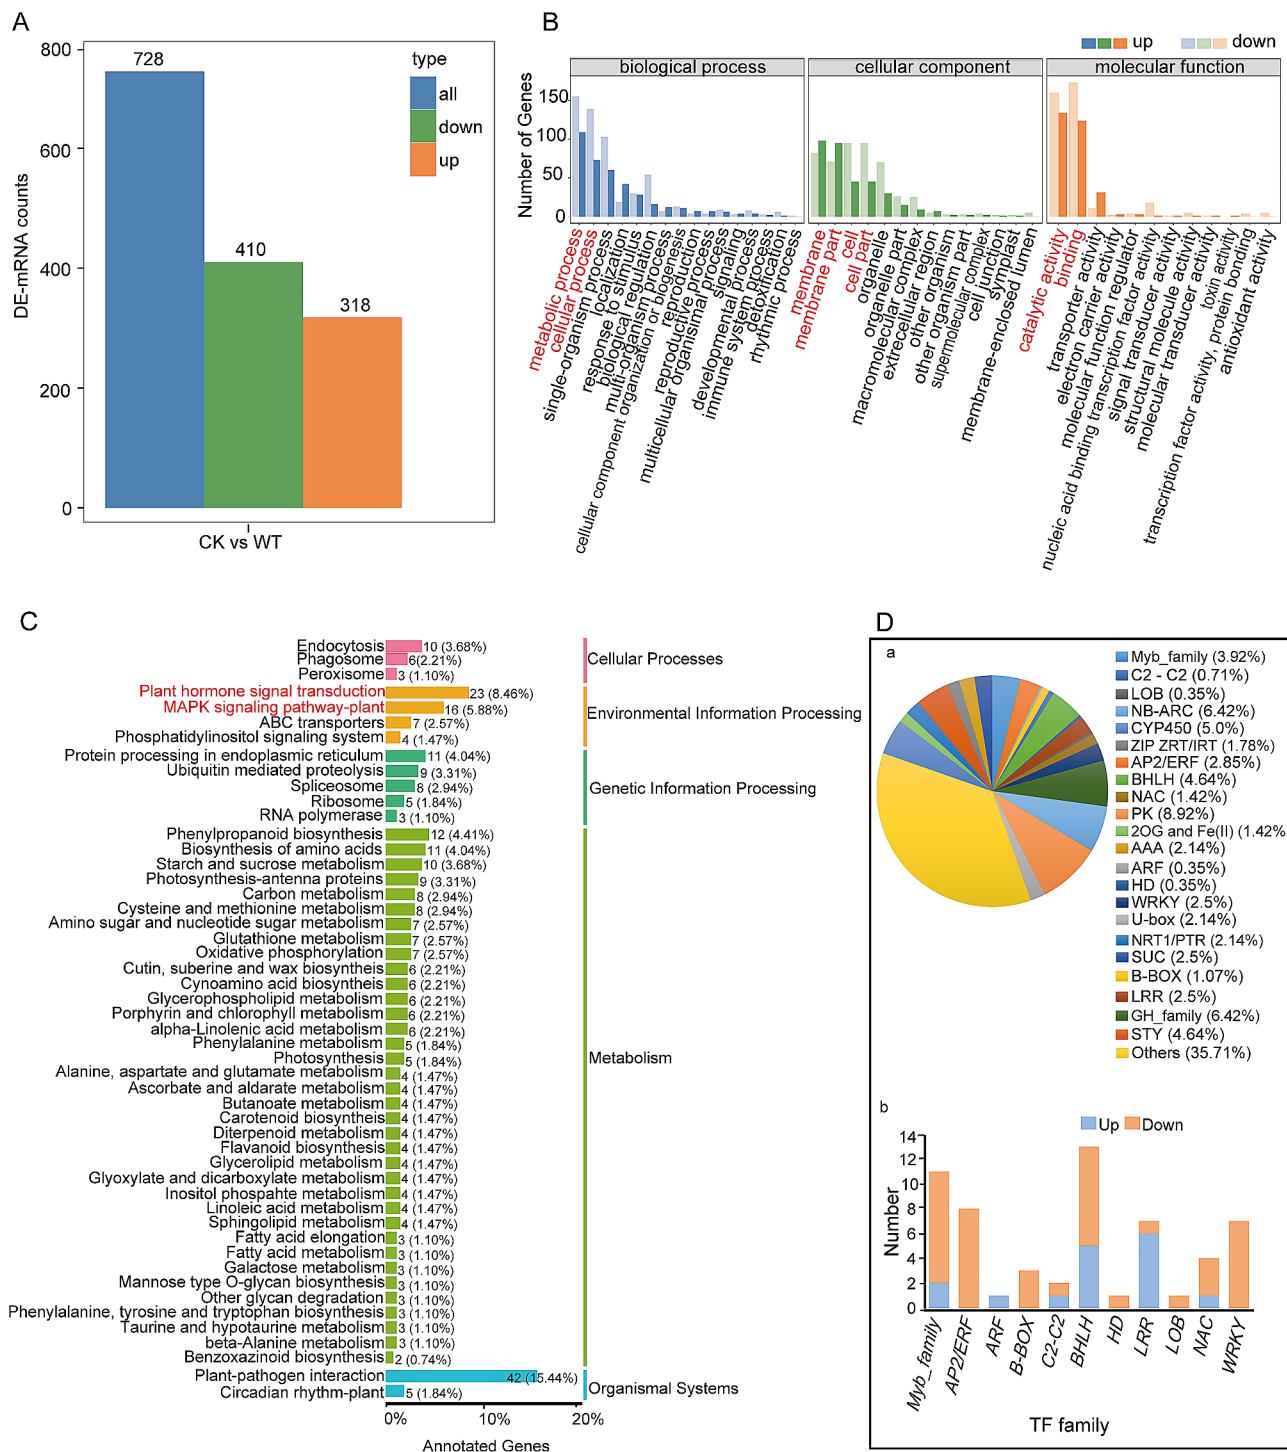 A
800
600
400
200
0
DE-mRNA counts
728
410
318
type
all
down
up
CK vs WT
B
up
down
biological process
cellular component
molecular function
Number of Genes
150
100
50
0
metabolic process
cellular process
single-organism process
localization
response to stimulus
biological regulation
multi-organism process
cellular component organization or biogenesis
reproduction
reproductive process
multicellular organismal process
signaling
developmental process
immune system process
detoxification
rhythmic process
membrane
membrane part
cell
cell part
organelle
organelle part
macromolecular complex
extrecellular region
other organism
other organism part
supermolecular complex
cell junction
symplast
membrane-enclosed lumen
catalytic activity
binding
transporter activity
electron carrier activity
molecular function regulator
nucleic acid binding transcription factor activity
signal transducer activity
structural molecule activity
molecular transducer activity
toxin activity
transcription factor activity, protein bonding
antioxidant activity
C
Endocytosis 10 (3.68%)
Phagosome 6(2.21%)
Peroxisome 3 (1.10%)
Cellular Processes
Plant hormone signal transduction 23 (8.46%)
MAPK signaling pathway-plant 16 (5.88%)
ABC transporters 7 (2.57%)
Phosphatidylinositol signaling system 4 (1.47%)
Environmental Information Processing
Protein processing in endoplasmic reticulum 11 (4.04%)
Ubiquitin mediated proteolysis 9 (3.31%)
Spliceosome 8 (2.94%)
Ribosome 5 (1.84%)
RNA polymerase 3 (1.10%)
Genetic Information Processing
Phenylpropanoid biosynthesis 12 (4.41%)
Biosynthesis of amino acids 11 (4.04%)
Starch and sucrose metabolism 10 (3.68%)
Photosynthesis-antenna proteins 9 (3.31%)
Carbon metabolism 8 (2.94%)
Cysteine and methionine metabolism 8 (2.94%)
Amino sugar and nucleotide sugar metabolism 7 (2.57%)
Glutathione metabolism 7 (2.57%)
Oxidative phosphorylation 7 (2.57%)
Cutin, suberine and wax biosyntheis 6 (2.21%)
Cynoamino acid biosyntheis 6 (2.21%)
Glycerophospholipid metabolism 6 (2.21%)
Porphyrin and chlorophyll metabolism 6 (2.21%)
alpha-Linolenic acid metabolism 6 (2.21%)
Phenylalanine metabolism 5 (1.84%)
Photosynthesis 5 (1.84%)
Alanine, aspartate and glutamate metabolism 4 (1.47%)
Ascorbate and aldarate metabolism 4 (1.47%)
Butanoate metabolism 4 (1.47%)
Carotenoid biosyntheis 4 (1.47%)
Diterpenoid metabolism 4 (1.47%)
Flavanoid biosynthesis 4 (1.47%)
Glycerolipid metabolism 4 (1.47%)
Glyoxylate and dicarboxylate metabolism 4 (1.47%)
Inositol phospahte metabolism 4 (1.47%)
Linoleic acid metabolism 4 (1.47%)
Sphingolipid metabolism 4 (1.47%)
Fatty acid elongation 3 (1.10%)
Fatty acid metabolism 3 (1.10%)
Galactose metabolism 3 (1.10%)
Mannose type O-glycan biosynthesis 3 (1.10%)
Other glycan degradation 3 (1.10%)
Phenylalanine, tyrosine and tryptophan biosynthesis 3 (1.10%)
Taurine and hypotaurine metabolism 3 (1.10%)
beta-Alanine metabolism 3 (1.10%)
Benzoxazinoid biosynthesis 2 (0.74%)
Metabolism
Plant-pathogen interaction 42 (15.44%)
Circadian rhythm-plant 5 (1.84%)
Organismal Systems
0% 10% 20%
Annotated Genes
D
a
Myb_family (3.92%)
C2 - C2 (0.71%)
LOB (0.35%)
NB-ARC (6.42%)
CYP450 (5.0%)
ZIP ZRT/IRT (1.78%)
AP2/ERF (2.85%)
BHLH (4.64%)
NAC (1.42%)
PK (8.92%)
2OG and Fe(II) (1.42%
AAA (2.14%)
ARF (0.35%)
HD (0.35%)
WRKY (2.5%)
U-box (2.14%)
NRT1/PTR (2.14%)
SUC (2.5%)
B-BOX (1.07%)
LRR (2.5%)
GH_family (6.42%)
STY (4.64%)
Others (35.71%)
b
Up Down
Number
14
12
10
8
6
4
2
0
Myb_family
AP2/ERF
ARF
B-BOX
C2-C2
BHLH
HD
LRR
LOB
NAC
WRKY
TF family